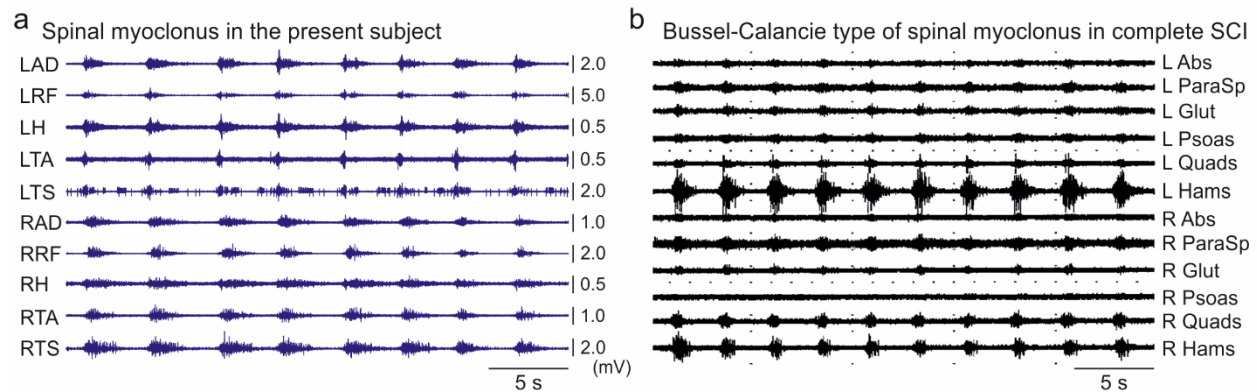 a Spinal myoclonus in the present subject
LAD 2.0
LRF 5.0
LH 0.5
LTA 0.5
LTS 2.0
RAD 1.0
RRF 2.0
RH 0.5
RTA 1.0
RTS 2.0
(mV)
5 s
b Bussel-Calancie type of spinal myoclonus in complete SCI
L Abs
L ParaSp
L Glut
L Psoas
L Quads
L Hams
R Abs
R ParaSp
R Glut
R Psoas
R Quads
R Hams
5 s